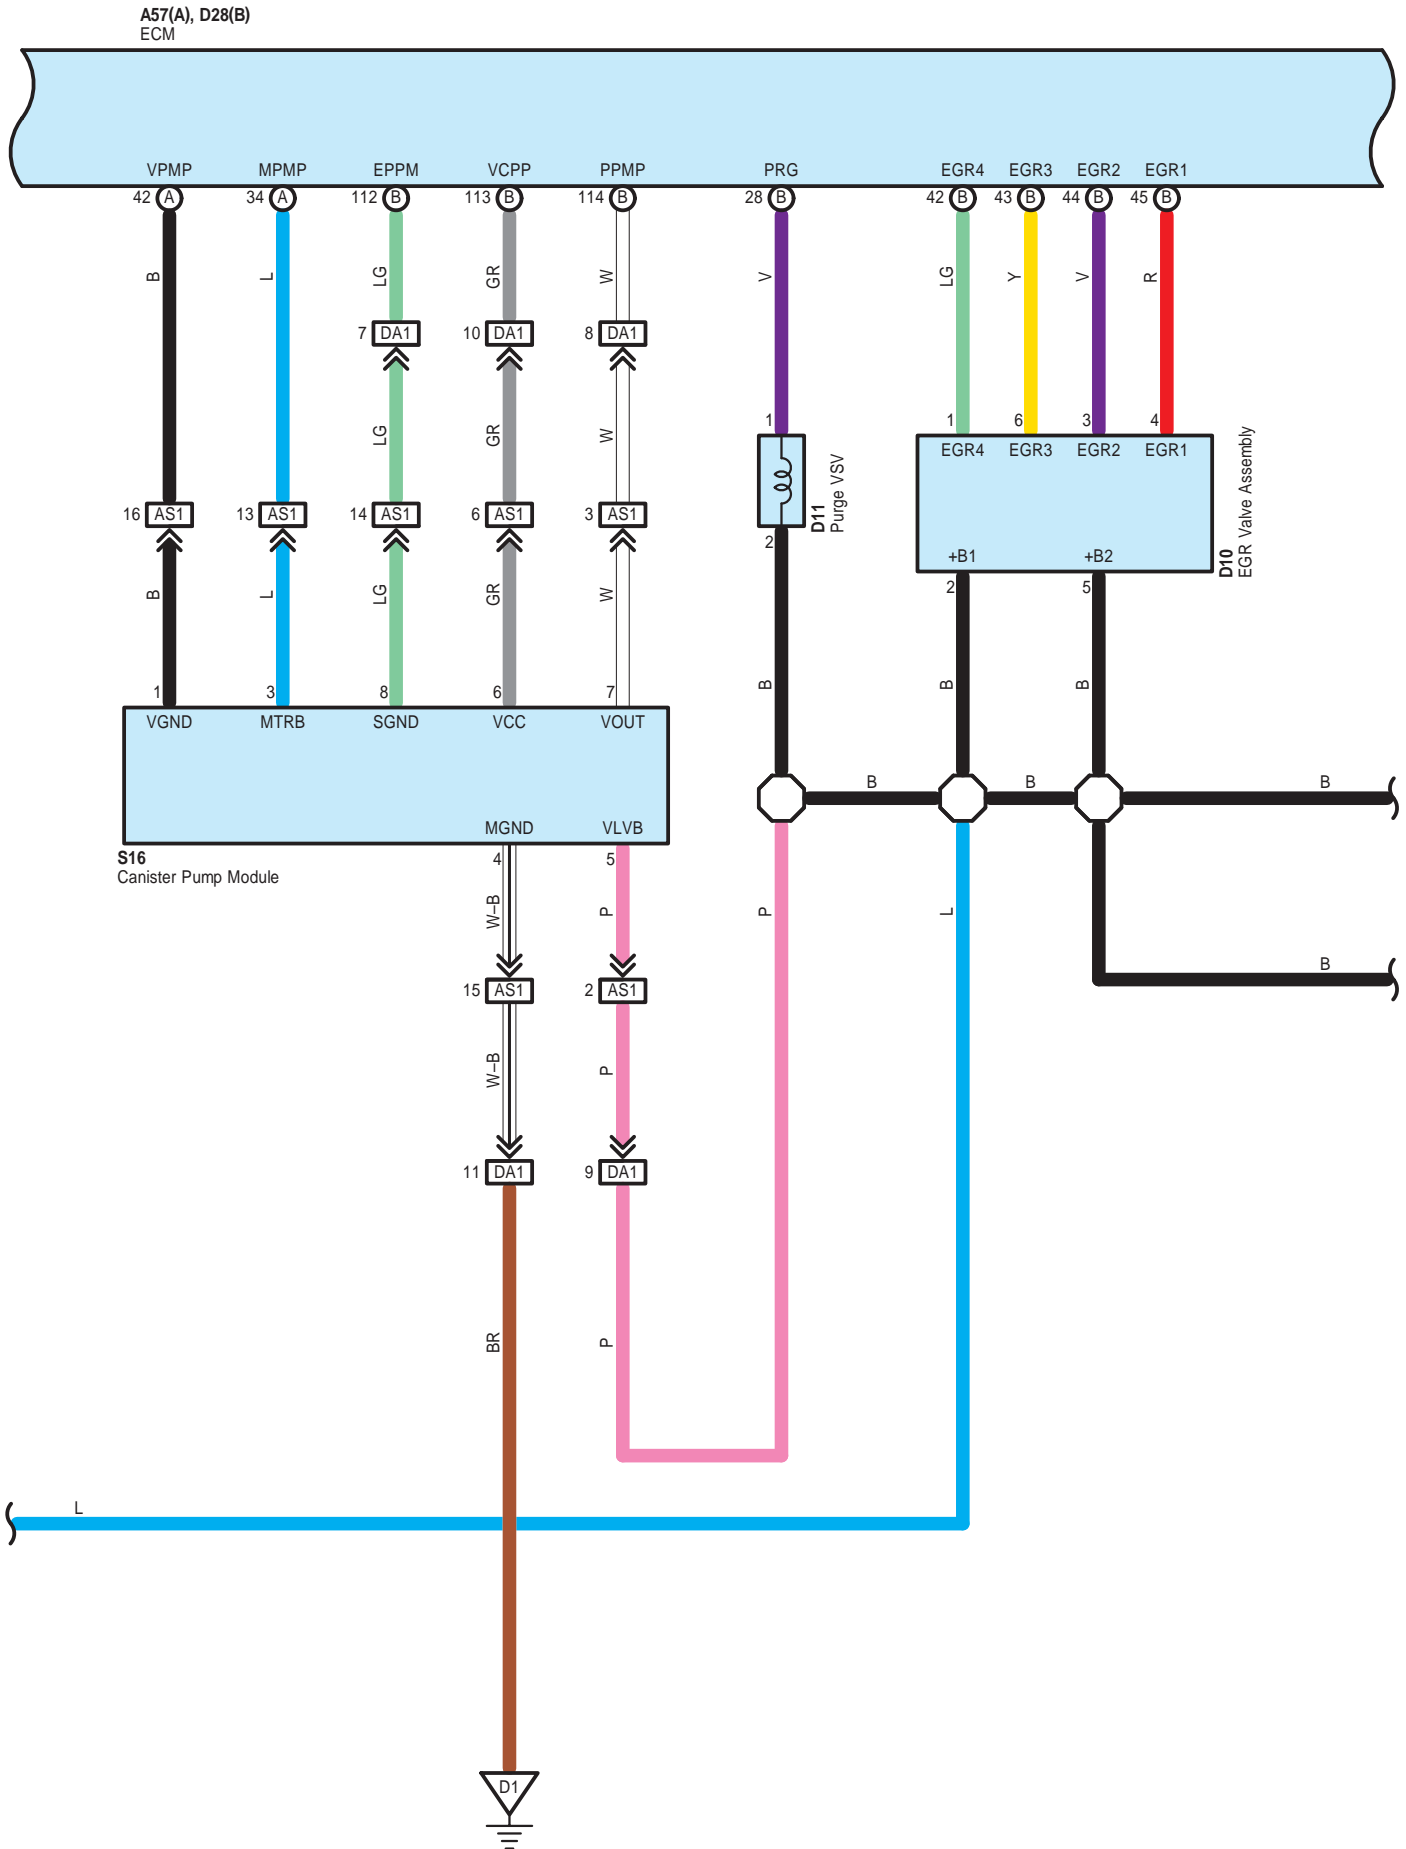 A57(A), D28(B)
ECM
VPMP MPMP EPPM VCPP PPMP PRG EGR4 EGR3 EGR2 EGR1
42 A 34 A 112 B 113 B 114 B 28 B 42 B 43 B 44 B 45 B
B L LG GR W V LG Y V R
7 DA1 10 DA1 8 DA1
LG GR W
1 1 6 3 4
EGR4 EGR3 EGR2 EGR1
D11
Purge VSV
D10
EGR Valve Assembly
16 AS1 13 AS1 14 AS1 6 AS1 3 AS1
2
+B1 +B2
2 5
B L LG GR W
1 3 8 6 7
B B B
VGND MTRB SGND VCC VOUT
B B B
MGND VLVB
S16
Canister Pump Module
4 5
W–B P P L
B
15 AS1 2 AS1
W–B P
11 DA1 9 DA1
BR P
L
D1